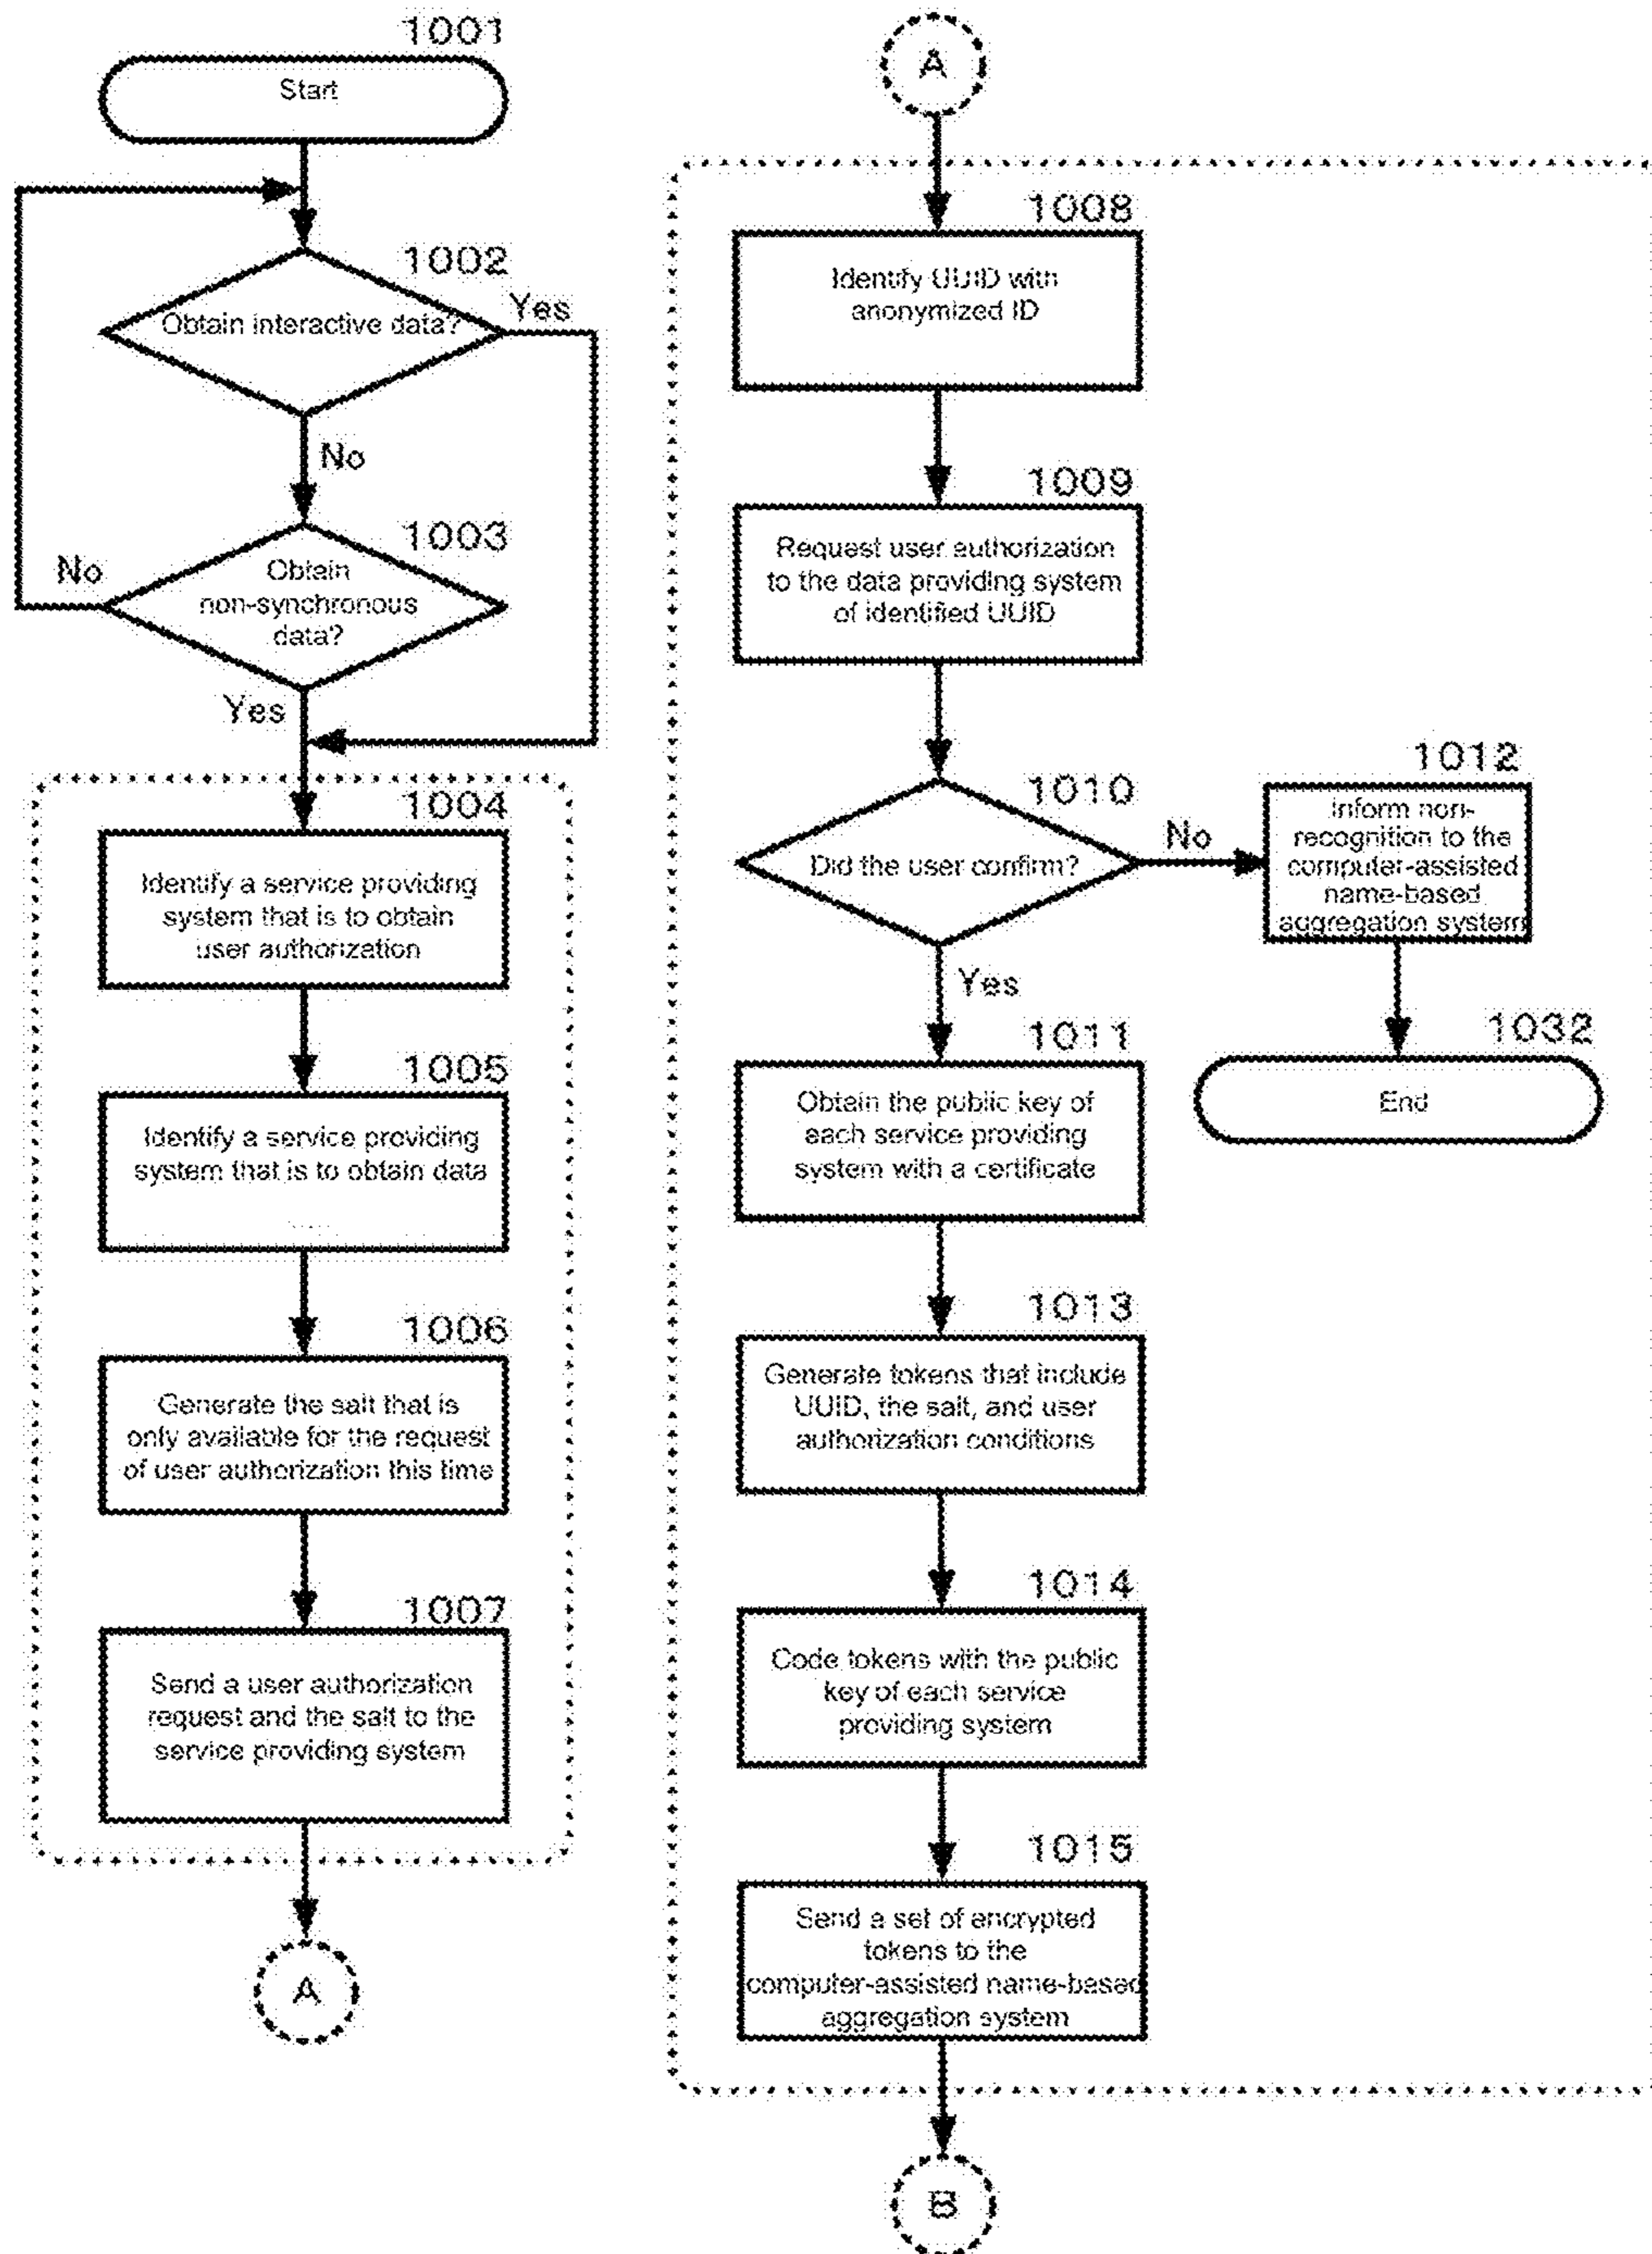 1001
Start
1002
Obtain interactive data?
Yes
No
1003
No
Obtain
non-synchronous
data?
Yes
1004
Identify a service providing
system that is to obtain
user authorization
1005
Identify a service providing
system that is to obtain data
1006
Generate the salt that is
only available for the request
of user authorization this time
1007
Send a user authorization
request and the salt to the
service providing system
A
A
1008
Identify UUID with
anonymized ID
1009
Request user authorization
to the data providing system
of identified UUID
1010
Did the user confirm?
No
1012
Inform non-
recognition to the
computer-assisted
name-based
aggregation system
Yes
1032
End
1011
Obtain the public key of
each service providing
system with a certificate
1013
Generate tokens that include
UUID, the salt, and user
authorization conditions
1014
Code tokens with the public
key of each service
providing system
1015
Send a set of encrypted
tokens to the
computer-assisted name-based
aggregation system
B